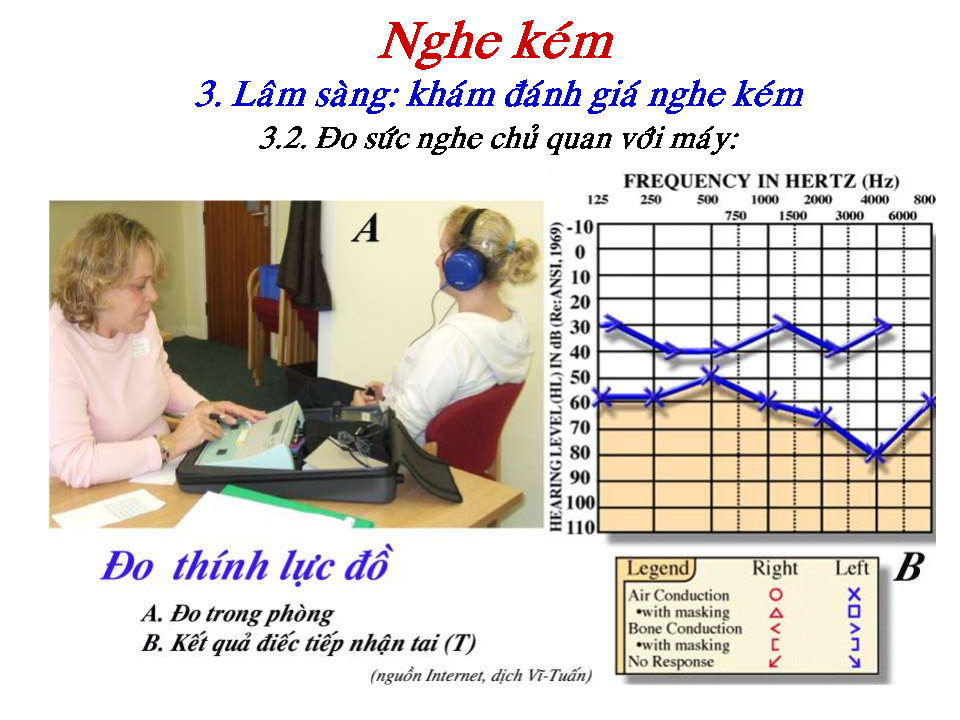 Nghe kém
3. Lâm sàng: khám đánh giá nghe kém
3.2. Đo sức nghe chủ quan với máy:
A
FREQUENCY IN HERTZ (Hz)
125 250 500 1000 2000 4000 800
750 1500 3000 6000
HEARING LEVEL (HL) IN dB (Re:ANSI, 1969)
-10
0
10
20
30
40
50
60
70
80
90
100
110
Đo thính lực đồ
A. Đo trong phòng
B. Kết quả điếc tiếp nhận tai (T)
(nguồn Internet, dịch Vĩ-Tuấn)
B
Legend Right Left
Air Conduction
•with masking
Bone Conduction
•with masking
No Response